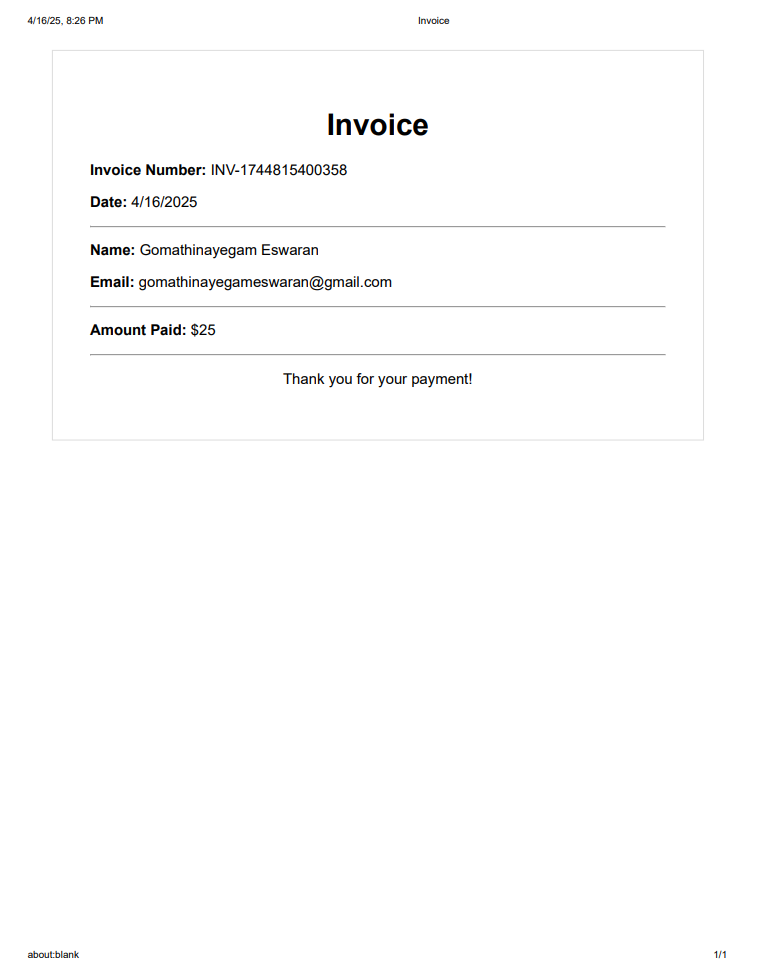 4/16/25, 8:26 PM Invoice
Invoice
Invoice Number: INV-1744815400358
Date: 4/16/2025
Name: Gomathinayegam Eswaran
Email: gomathinayegameswaran@gmail.com
Amount Paid: $25
Thank you for your payment!
about:blank 1/1